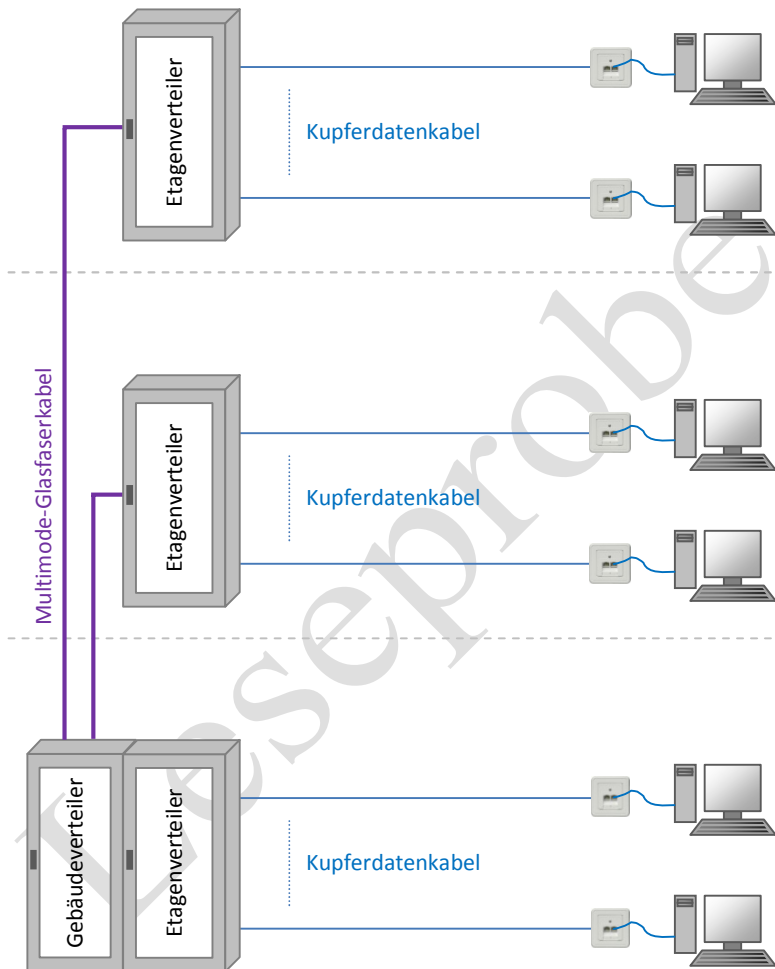 Etagenverteiler
Kupferdatenkabel
Multimode-Glasfaserkabel
Etagenverteiler
Kupferdatenkabel
Gebäudeverteiler
Etagenverteiler
Kupferdatenkabel
Leseprobe